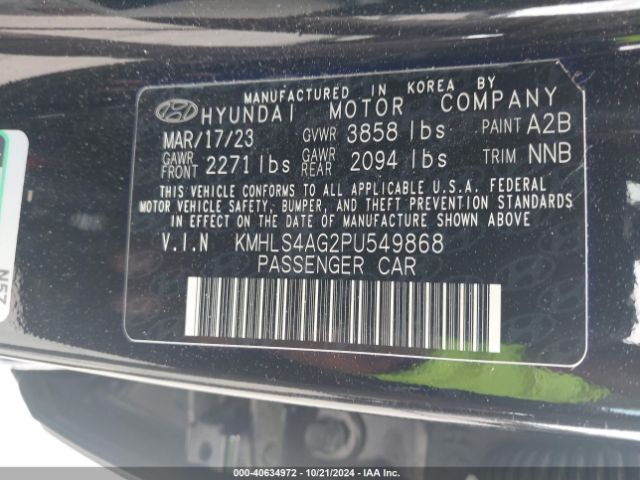 MANUFACTURED IN KOREA BY
HYUNDAI MOTOR COMPANY
MAR/17/23 GVWR 3858 lbs PAINT A2B
GAWR FRONT 2271 lbs GAWR REAR 2094 lbs TRIM NNB
THIS VEHICLE CONFORMS TO ALL APPLICABLE U.S.A. FEDERAL
MOTOR VEHICLE SAFETY, BUMPER, AND THEFT PREVENTION STANDARDS
IN EFFECT ON THE DATE OF MANUFACTURE SHOWN ABOVE.
V.I.N KMHLS4AG2PU549868
PASSENGER CAR
N57
000-40634972 - 10/21/2024 - IAA Inc.